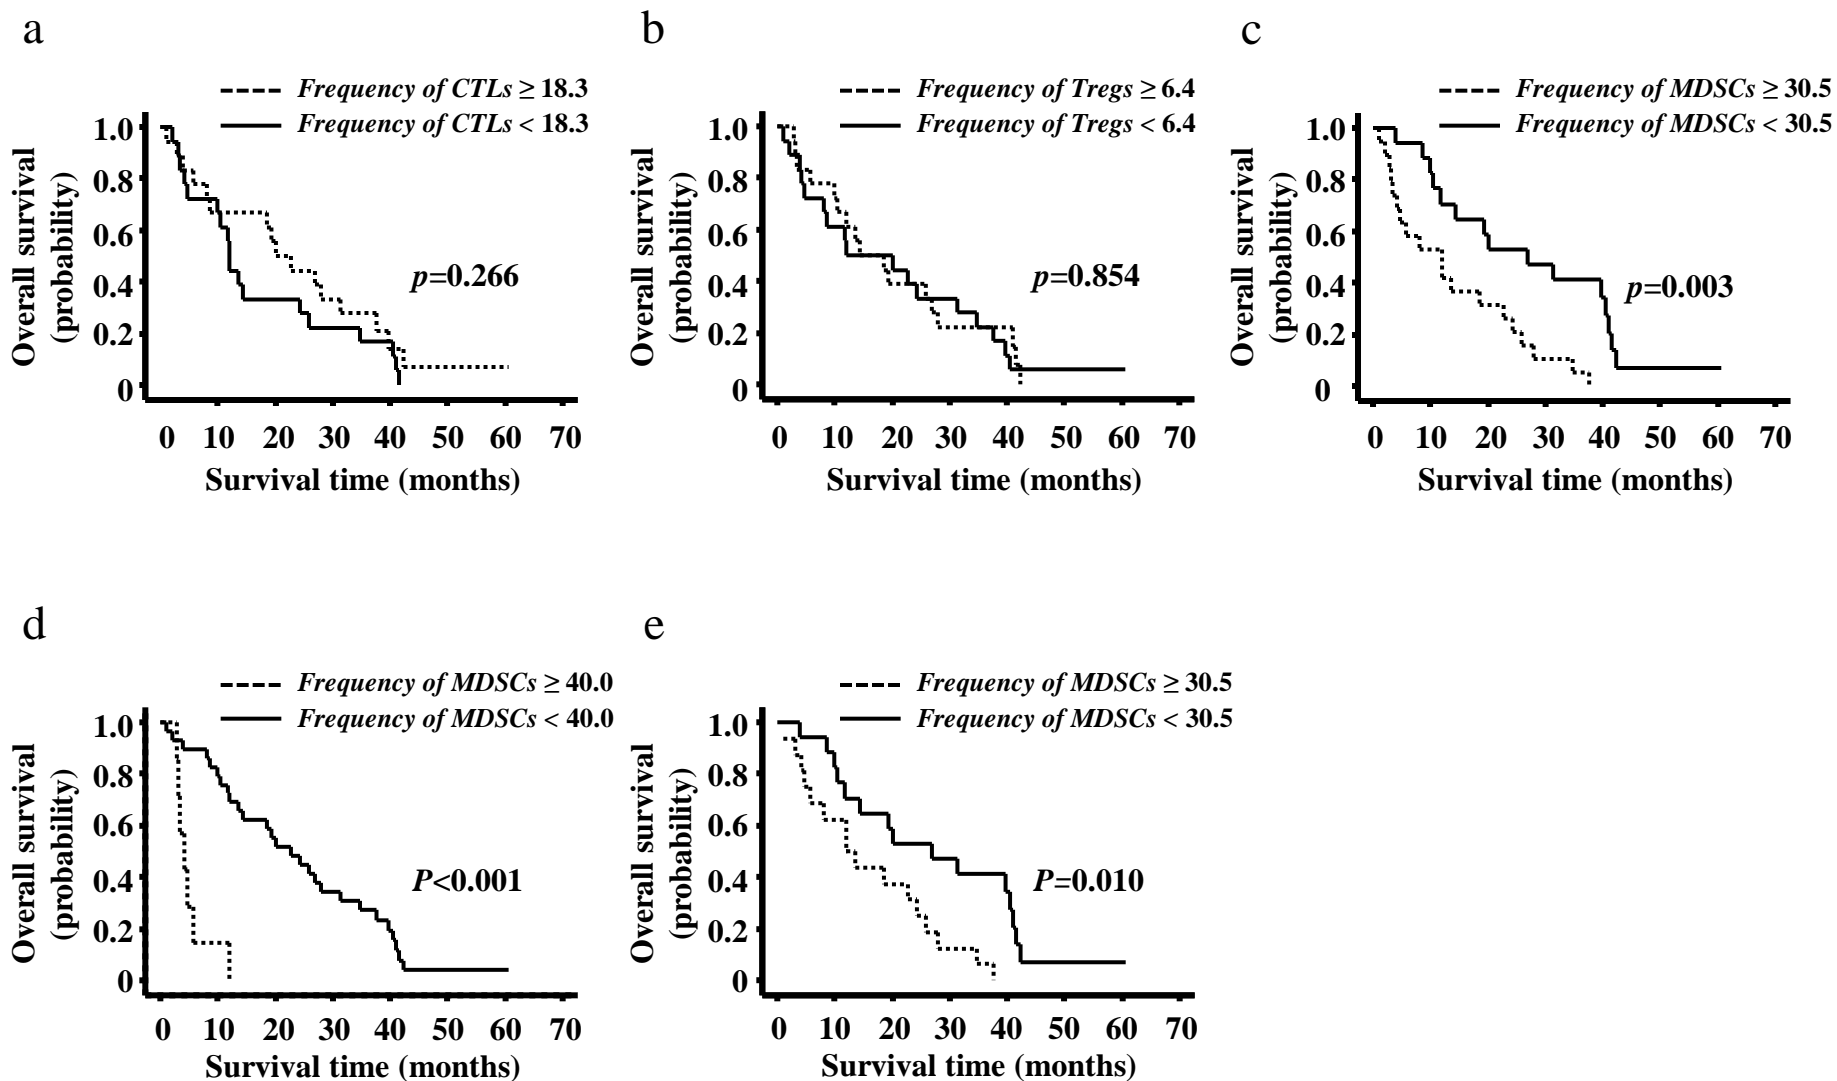 a
Frequency of CTLs ≥ 18.3
Frequency of CTLs < 18.3
Overall survival
(probability)
1.0
0.8
0.6
0.4
0.2
0
p=0.266
0 10 20 30 40 50 60 70
Survival time (months)
b
Frequency of Tregs ≥ 6.4
Frequency of Tregs < 6.4
Overall survival
(probability)
1.0
0.8
0.6
0.4
0.2
0
p=0.854
0 10 20 30 40 50 60 70
Survival time (months)
c
Frequency of MDSCs ≥ 30.5
Frequency of MDSCs < 30.5
Overall survival
(probability)
1.0
0.8
0.6
0.4
0.2
0
p=0.003
0 10 20 30 40 50 60 70
Survival time (months)
d
Frequency of MDSCs ≥ 40.0
Frequency of MDSCs < 40.0
Overall survival
(probability)
1.0
0.8
0.6
0.4
0.2
0
P<0.001
0 10 20 30 40 50 60 70
Survival time (months)
e
Frequency of MDSCs ≥ 30.5
Frequency of MDSCs < 30.5
Overall survival
(probability)
1.0
0.8
0.6
0.4
0.2
0
P=0.010
0 10 20 30 40 50 60 70
Survival time (months)